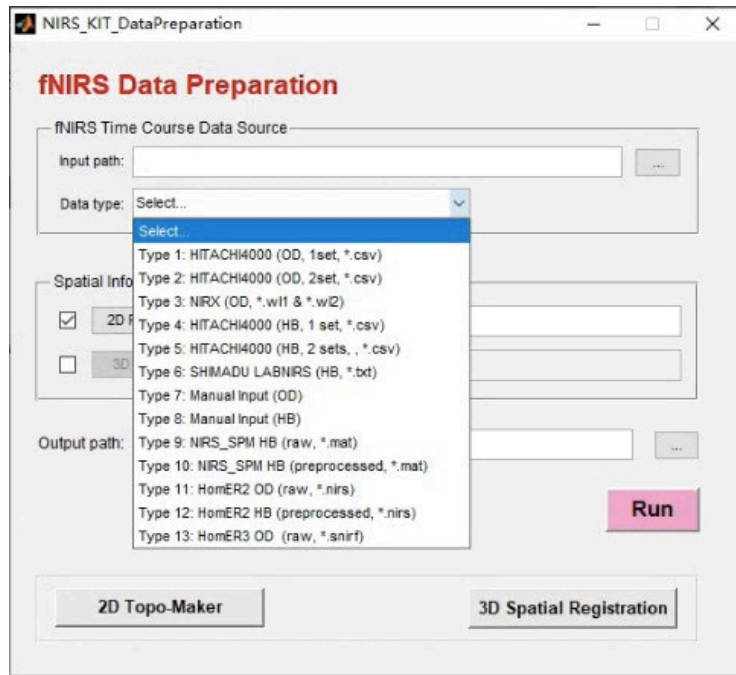 NIRS_KIT_DataPreparation
fNIRS Data Preparation
fNIRS Time Course Data Source
Input path:
...
Data type: Select...
Select...
Type 1: HITACHI4000 (OD, 1set, *.csv)
Type 2: HITACHI4000 (OD, 2set, *.csv)
Spatial Info
Type 3: NIRX (OD, *.wl1 & *.wl2)
2D
Type 4: HITACHI4000 (HB, 1 set, *.csv)
Type 5: HITACHI4000 (HB, 2 sets, , *.csv)
3D
Type 6: SHIMADU LABNIRS (HB, *.txt)
Type 7: Manual Input (OD)
Type 8: Manual Input (HB)
Output path:
Type 9: NIRS_SPM HB (raw, *.mat)
...
Type 10: NIRS_SPM HB (preprocessed, *.mat)
Type 11: HomER2 OD (raw, *.nirs)
Type 12: HomER2 HB (preprocessed, *.nirs)
Run
Type 13: HomER3 OD (raw, *.snirf)
2D Topo-Maker
3D Spatial Registration